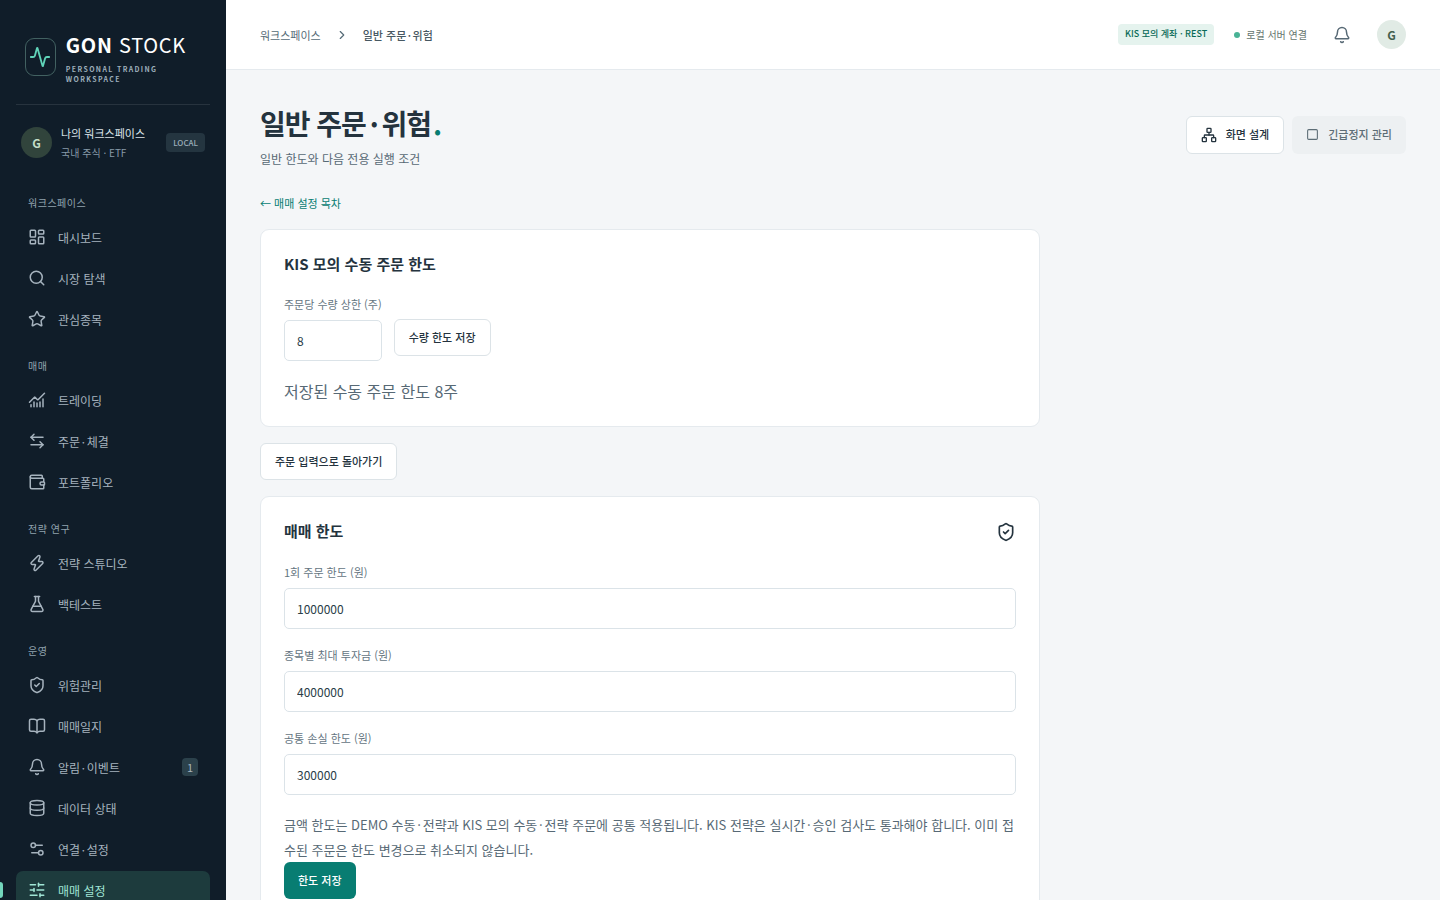 GON STOCK
PERSONAL TRADING
WORKSPACE
G
나의 워크스페이스
국내 주식 · ETF
LOCAL
워크스페이스
대시보드
시장 탐색
관심종목
매매
트레이딩
주문·체결
포트폴리오
전략 연구
전략 스튜디오
백테스트
운영
위험관리
매매일지
알림·이벤트
1
데이터 상태
연결·설정
매매 설정
워크스페이스
일반 주문·위험
KIS 모의 계좌 · REST
로컬 서버 연결
G
일반 주문·위험.
일반 한도와 다음 전용 실행 조건
화면 설계
긴급정지 관리
← 매매 설정 목차
KIS 모의 수동 주문 한도
주문당 수량 상한 (주)
8
수량 한도 저장
저장된 수동 주문 한도 8주
주문 입력으로 돌아가기
매매 한도
1회 주문 한도 (원)
1000000
종목별 최대 투자금 (원)
4000000
공통 손실 한도 (원)
300000
금액 한도는 DEMO 수동·전략과 KIS 모의 수동·전략 주문에 공통 적용됩니다. KIS 전략은 실시간·승인 검사도 통과해야 합니다. 이미 접
수된 주문은 한도 변경으로 취소되지 않습니다.
한도 저장